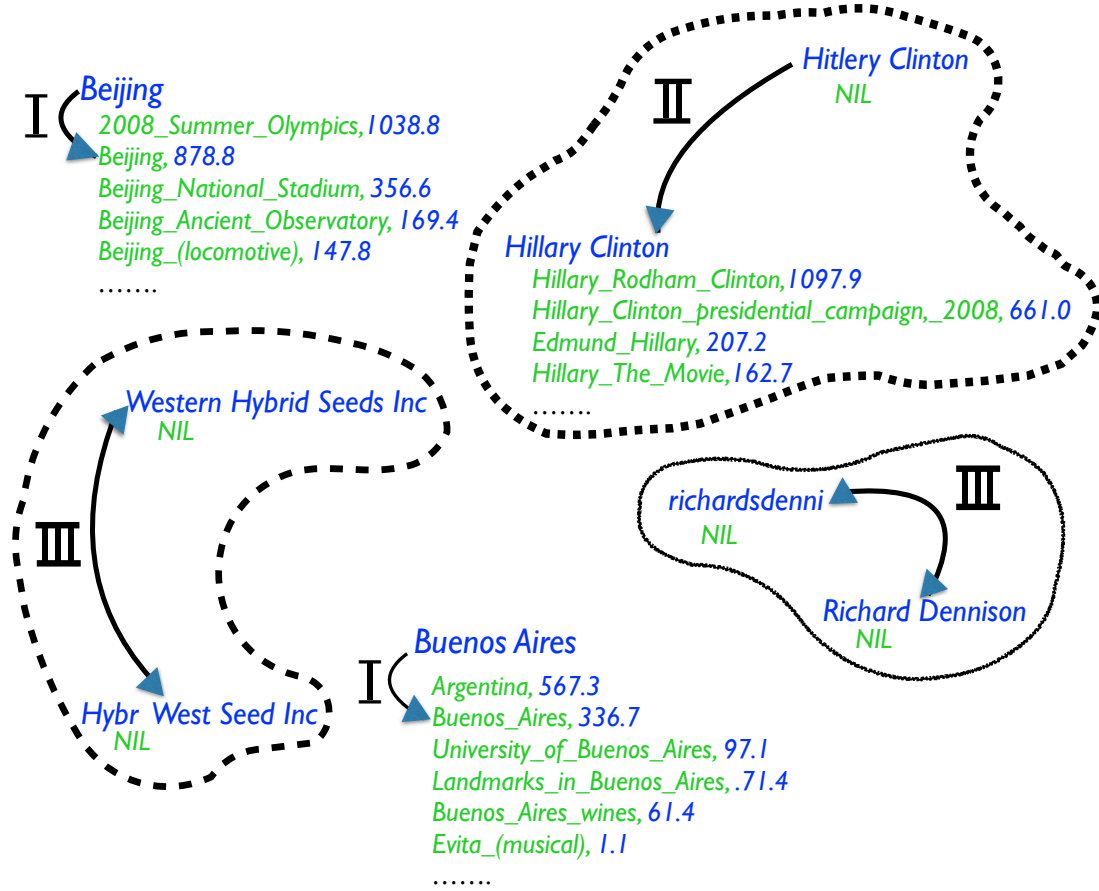 Beijing
I
2008_Summer_Olympics,1038.8
Beijing, 878.8
Beijing_National_Stadium, 356.6
Beijing_Ancient_Observatory, 169.4
Beijing_(locomotive), 147.8
.......
Hitlery Clinton
NIL
II
Hillary Clinton
Hillary_Rodham_Clinton,1097.9
Hillary_Clinton_presidential_campaign,_2008, 661.0
Edmund_Hillary, 207.2
Hillary_The_Movie,162.7
.......
Western Hybrid Seeds Inc
NIL
III
Hybr West Seed Inc
NIL
richardsdenni
NIL
III
Richard Dennison
NIL
Buenos Aires
I
Argentina, 567.3
Buenos_Aires, 336.7
University_of_Buenos_Aires, 97.1
Landmarks_in_Buenos_Aires, .71.4
Buenos_Aires_wines, 61.4
Evita_(musical), 1.1
.......